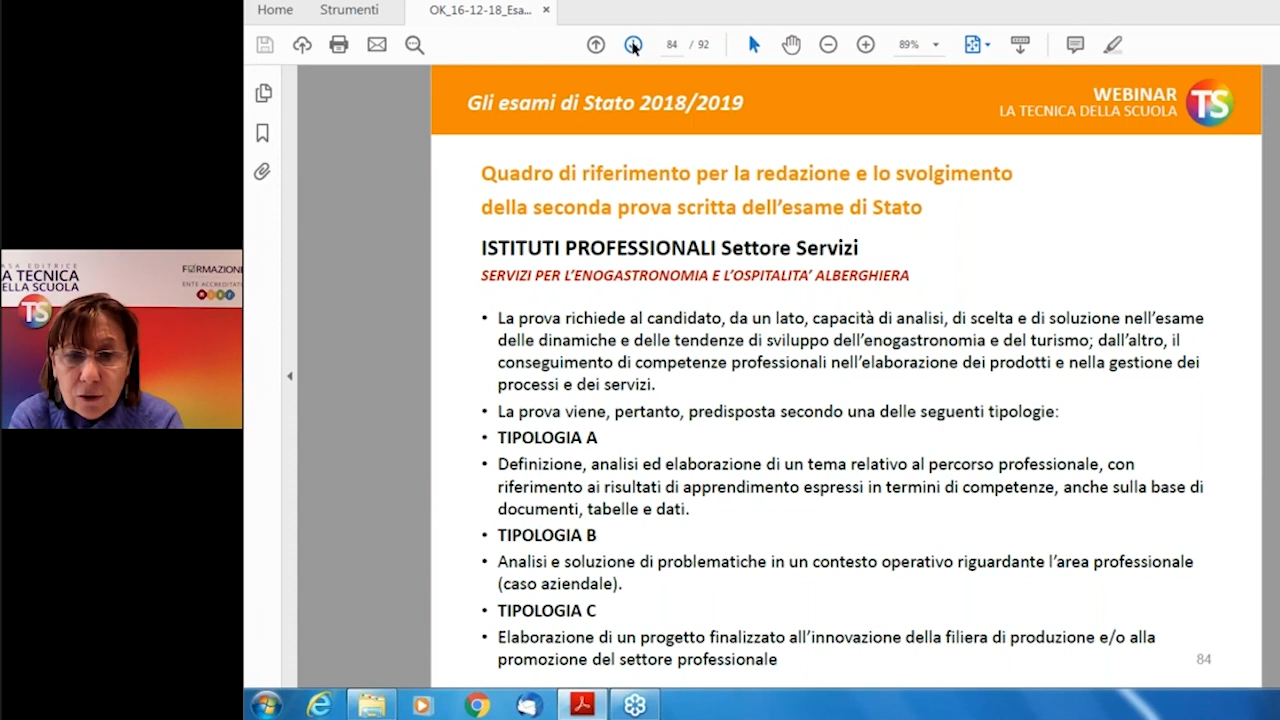 Home
Strumenti
OK_16-12-18_Esa...
84 / 92
89%
Gli esami di Stato 2018/2019
WEBINAR
LA TECNICA DELLA SCUOLA
TS
Quadro di riferimento per la redazione e lo svolgimento
della seconda prova scritta dell'esame di Stato
ISTITUTI PROFESSIONALI Settore Servizi
SERVIZI PER L'ENOGASTRONOMIA E L'OSPITALITA' ALBERGHIERA
• La prova richiede al candidato, da un lato, capacità di analisi, di scelta e di soluzione nell'esame
delle dinamiche e delle tendenze di sviluppo dell'enogastronomia e del turismo; dall'altro, il
conseguimento di competenze professionali nell'elaborazione dei prodotti e nella gestione dei
processi e dei servizi.
• La prova viene, pertanto, predisposta secondo una delle seguenti tipologie:
• TIPOLOGIA A
• Definizione, analisi ed elaborazione di un tema relativo al percorso professionale, con
riferimento ai risultati di apprendimento espressi in termini di competenze, anche sulla base di
documenti, tabelle e dati.
• TIPOLOGIA B
• Analisi e soluzione di problematiche in un contesto operativo riguardante l'area professionale
(caso aziendale).
• TIPOLOGIA C
• Elaborazione di un progetto finalizzato all'innovazione della filiera di produzione e/o alla
promozione del settore professionale
84
ASA EDITRICE
A TECNICA
ELLA SCUOLA
TS
FORMAZIONE
ENTE ACCREDITAT